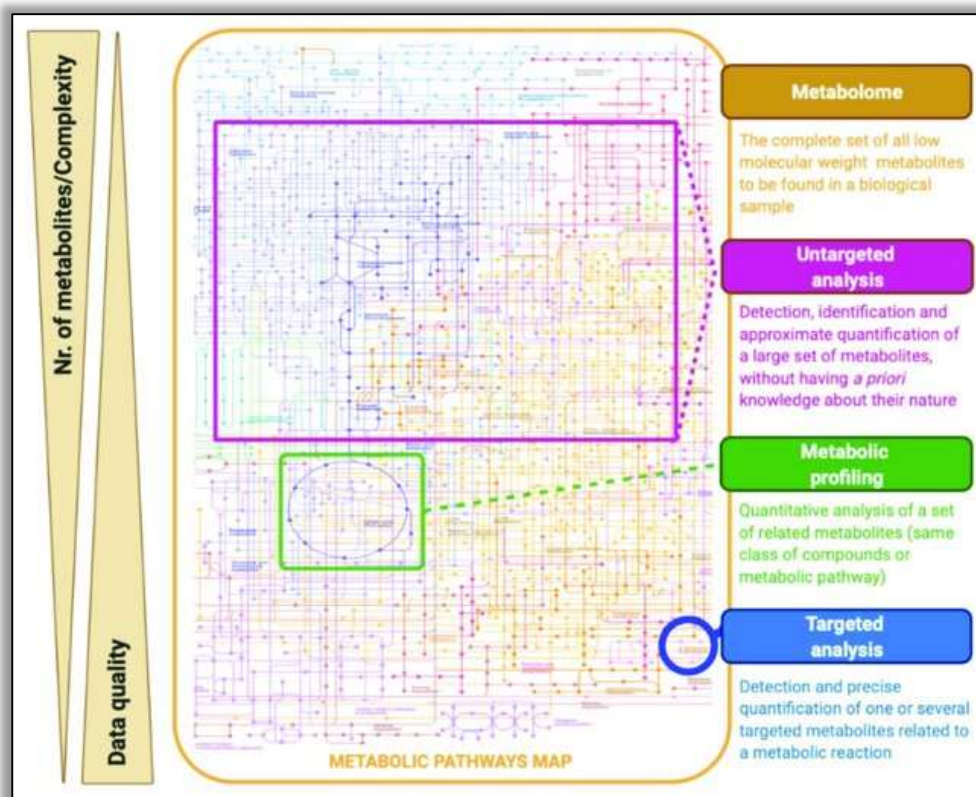 Nr. of metabolites/Complexity
Data quality
METABOLIC PATHWAYS MAP
Metabolome
The complete set of all low
molecular weight metabolites
to be found in a biological
sample
Untargeted
analysis
Detection, identification and
approximate quantification of
a large set of metabolites,
without having a priori
knowledge about their nature
Metabolic
profiling
Quantitative analysis of a set
of related metabolites (same
class of compounds or
metabolic pathway)
Targeted
analysis
Detection and precise
quantification of one or several
targeted metabolites related to
a metabolic reaction